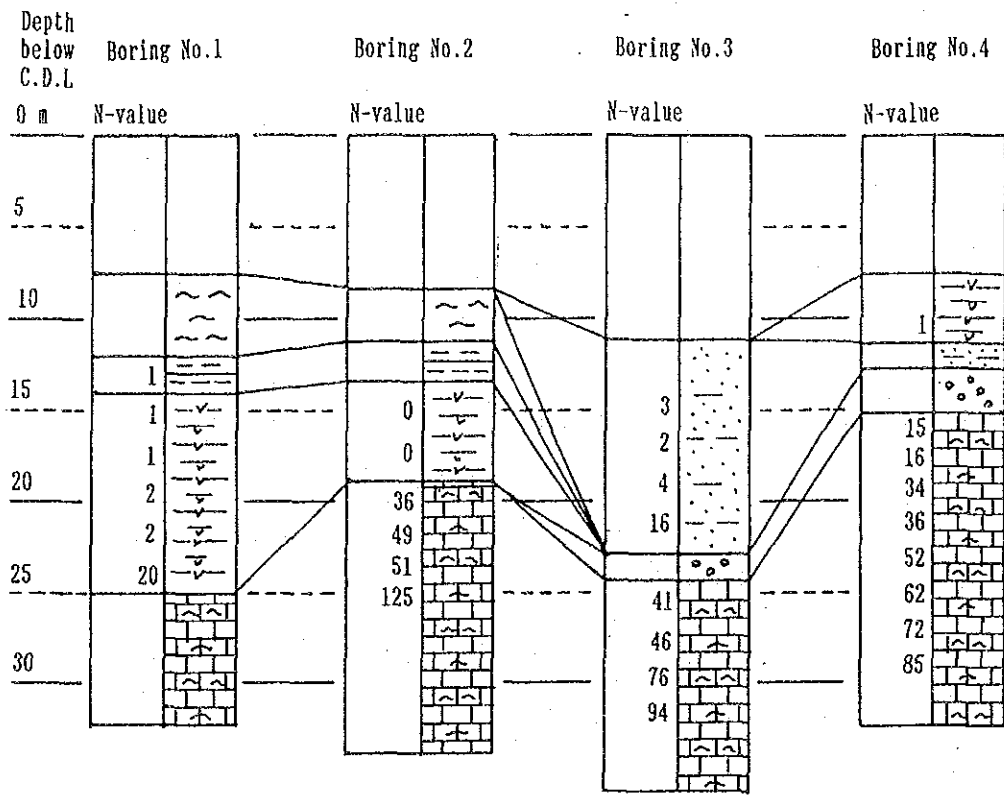 Depth
below
C.D.L
0 m
Boring No.1
Boring No.2
Boring No.3
Boring No.4
N-value
N-value
N-value
N-value
5
10
15
20
25
30
1
1
1
2
2
20
0
0
36
49
51
125
3
2
4
16
41
46
76
94
1
15
16
34
36
52
62
72
85